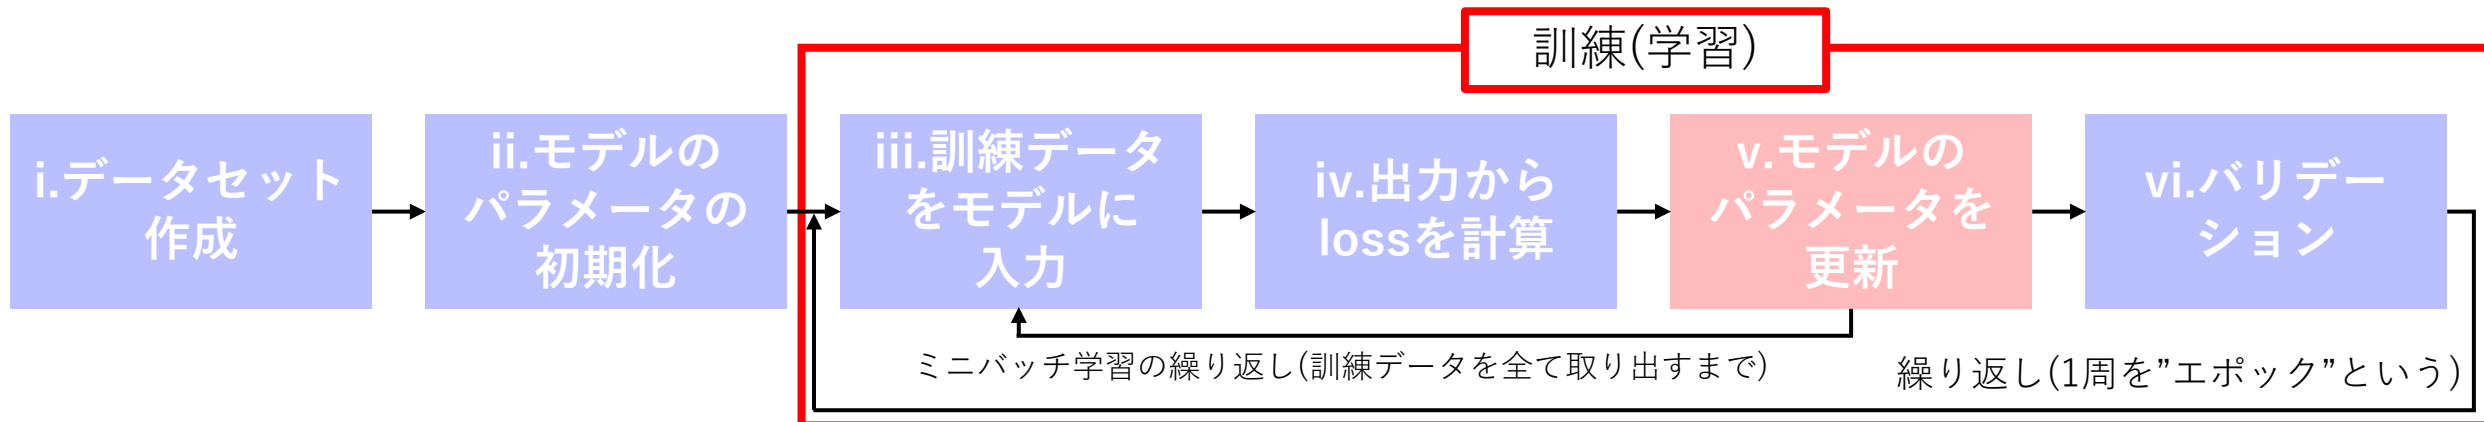 訓練(学習)
i.データセット
作成
ii.モデルの
パラメータの
初期化
iii.訓練データ
をモデルに
入力
iv.出力から
lossを計算
v.モデルの
パラメータを
更新
vi.バリデー
ション
ミニバッチ学習の繰り返し(訓練データを全て取り出すまで)
繰り返し(1周を”エポック”という)